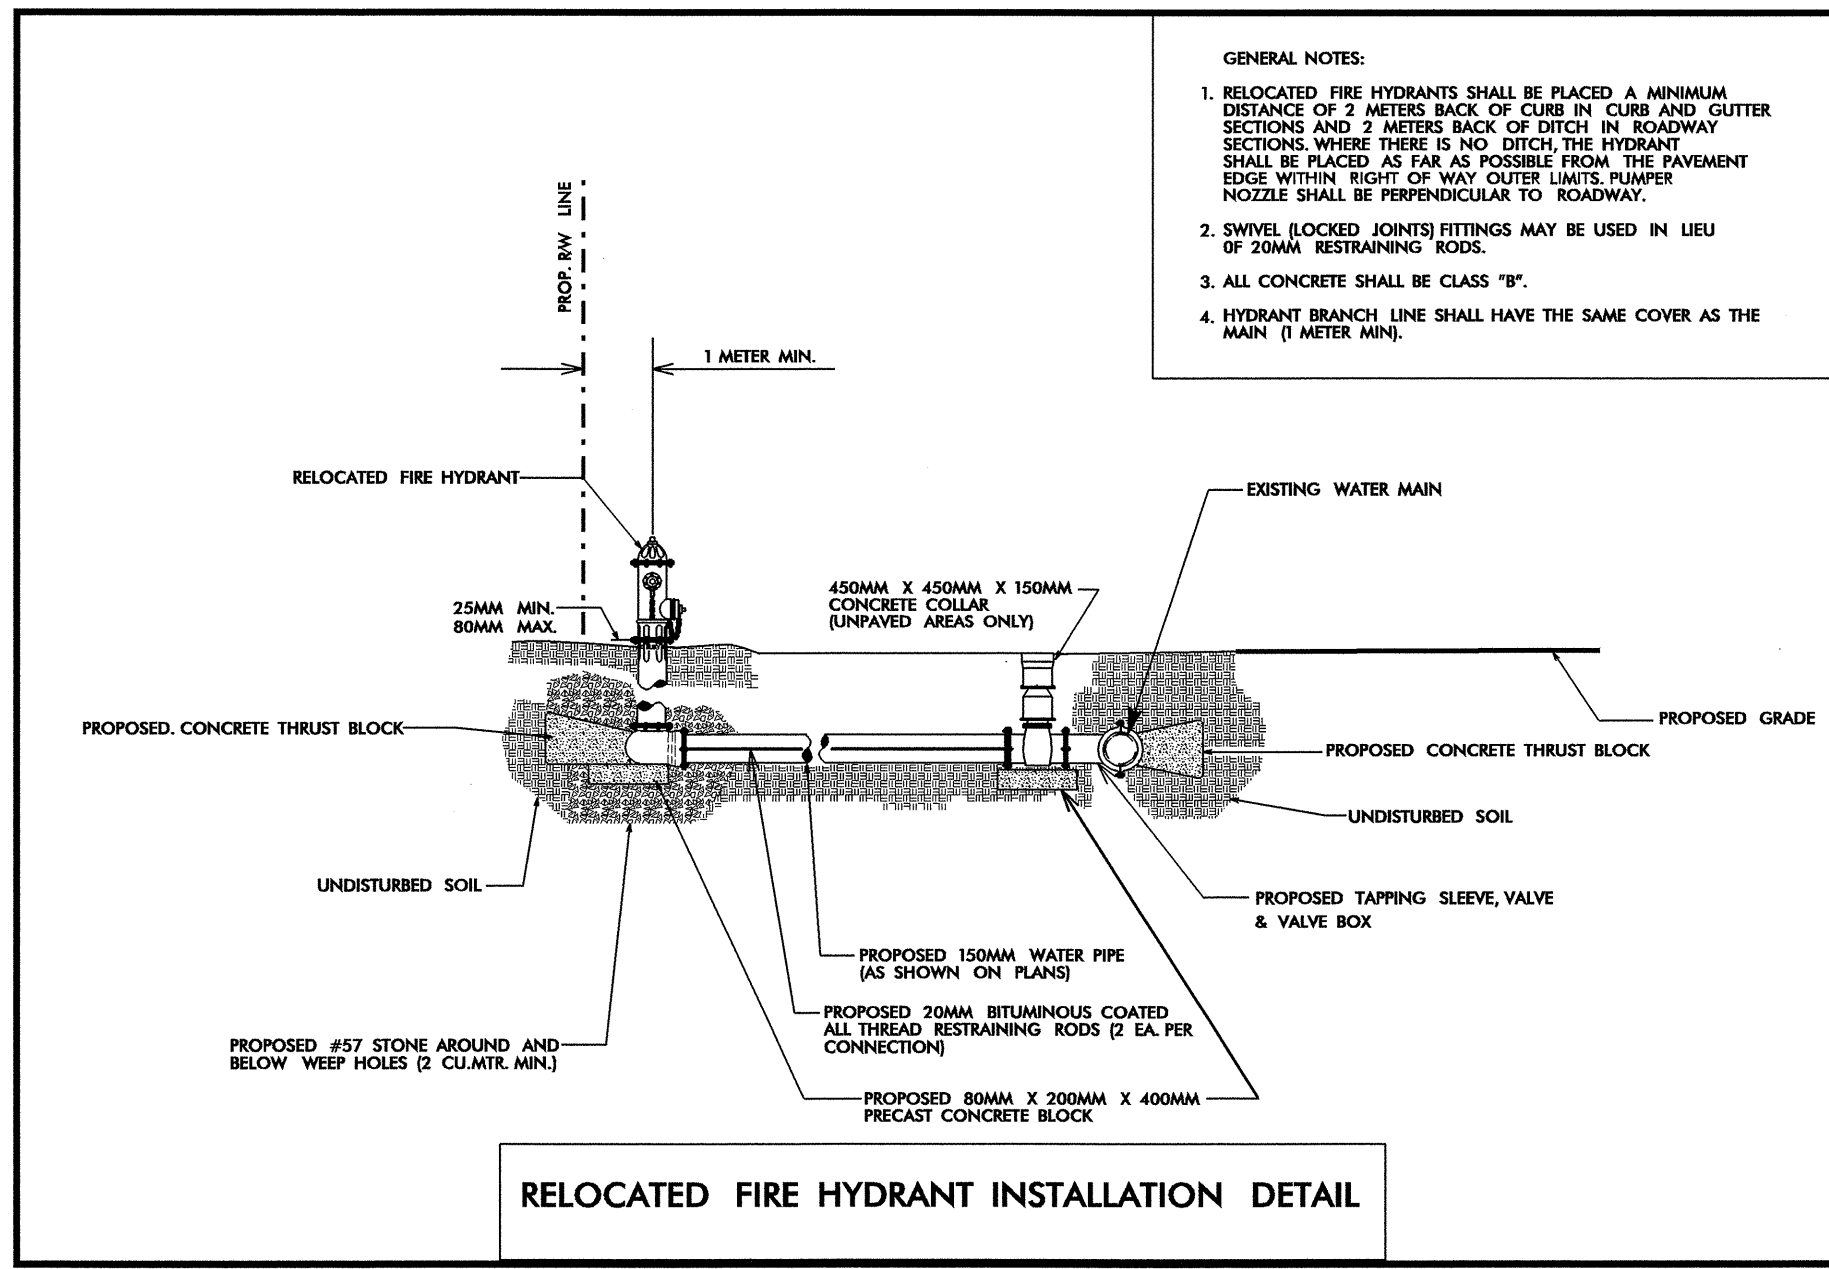 GENERAL NOTES:
1. RELOCATED FIRE HYDRANTS SHALL BE PLACED A MINIMUM
DISTANCE OF 2 METERS BACK OF CURB IN CURB AND GUTTER
SECTIONS AND 2 METERS BACK OF DITCH IN ROADWAY
SECTIONS. WHERE THERE IS NO DITCH, THE HYDRANT
SHALL BE PLACED AS FAR AS POSSIBLE FROM THE PAVEMENT
EDGE WITHIN RIGHT OF WAY OUTER LIMITS. PUMPER
NOZZLE SHALL BE PERPENDICULAR TO ROADWAY.
2. SWIVEL (LOCKED JOINTS) FITTINGS MAY BE USED IN LIEU
OF 20MM RESTRAINING RODS.
3. ALL CONCRETE SHALL BE CLASS "B".
4. HYDRANT BRANCH LINE SHALL HAVE THE SAME COVER AS THE
MAIN (1 METER MIN).
PROP. R/W LINE
1 METER MIN.
RELOCATED FIRE HYDRANT
EXISTING WATER MAIN
450MM X 450MM X 150MM
CONCRETE COLLAR
(UNPAVED AREAS ONLY)
25MM MIN.
80MM MAX.
PROPOSED. CONCRETE THRUST BLOCK
PROPOSED GRADE
PROPOSED CONCRETE THRUST BLOCK
UNDISTURBED SOIL
UNDISTURBED SOIL
PROPOSED TAPPING SLEEVE, VALVE
& VALVE BOX
PROPOSED 150MM WATER PIPE
(AS SHOWN ON PLANS)
PROPOSED 20MM BITUMINOUS COATED
ALL THREAD RESTRAINING RODS (2 EA. PER
CONNECTION)
PROPOSED #57 STONE AROUND AND
BELOW WEEP HOLES (2 CU.MTR. MIN.)
PROPOSED 80MM X 200MM X 400MM
PRECAST CONCRETE BLOCK
RELOCATED FIRE HYDRANT INSTALLATION DETAIL